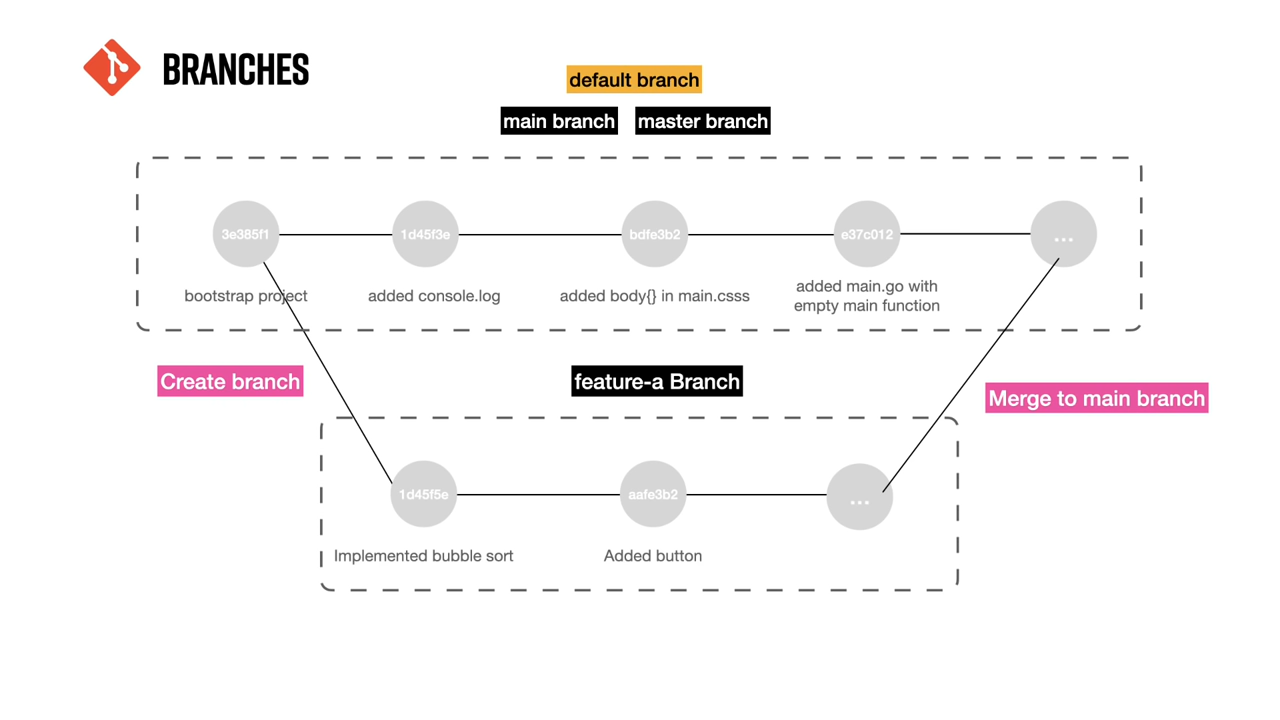 BRANCHES
default branch
main branch
master branch
3e385f1
1d45f3e
bdfe3b2
e37c012
...
bootstrap project
added console.log
added body{} in main.csss
added main.go with
empty main function
Create branch
feature-a Branch
Merge to main branch
1d45f5e
aafe3b2
...
Implemented bubble sort
Added button